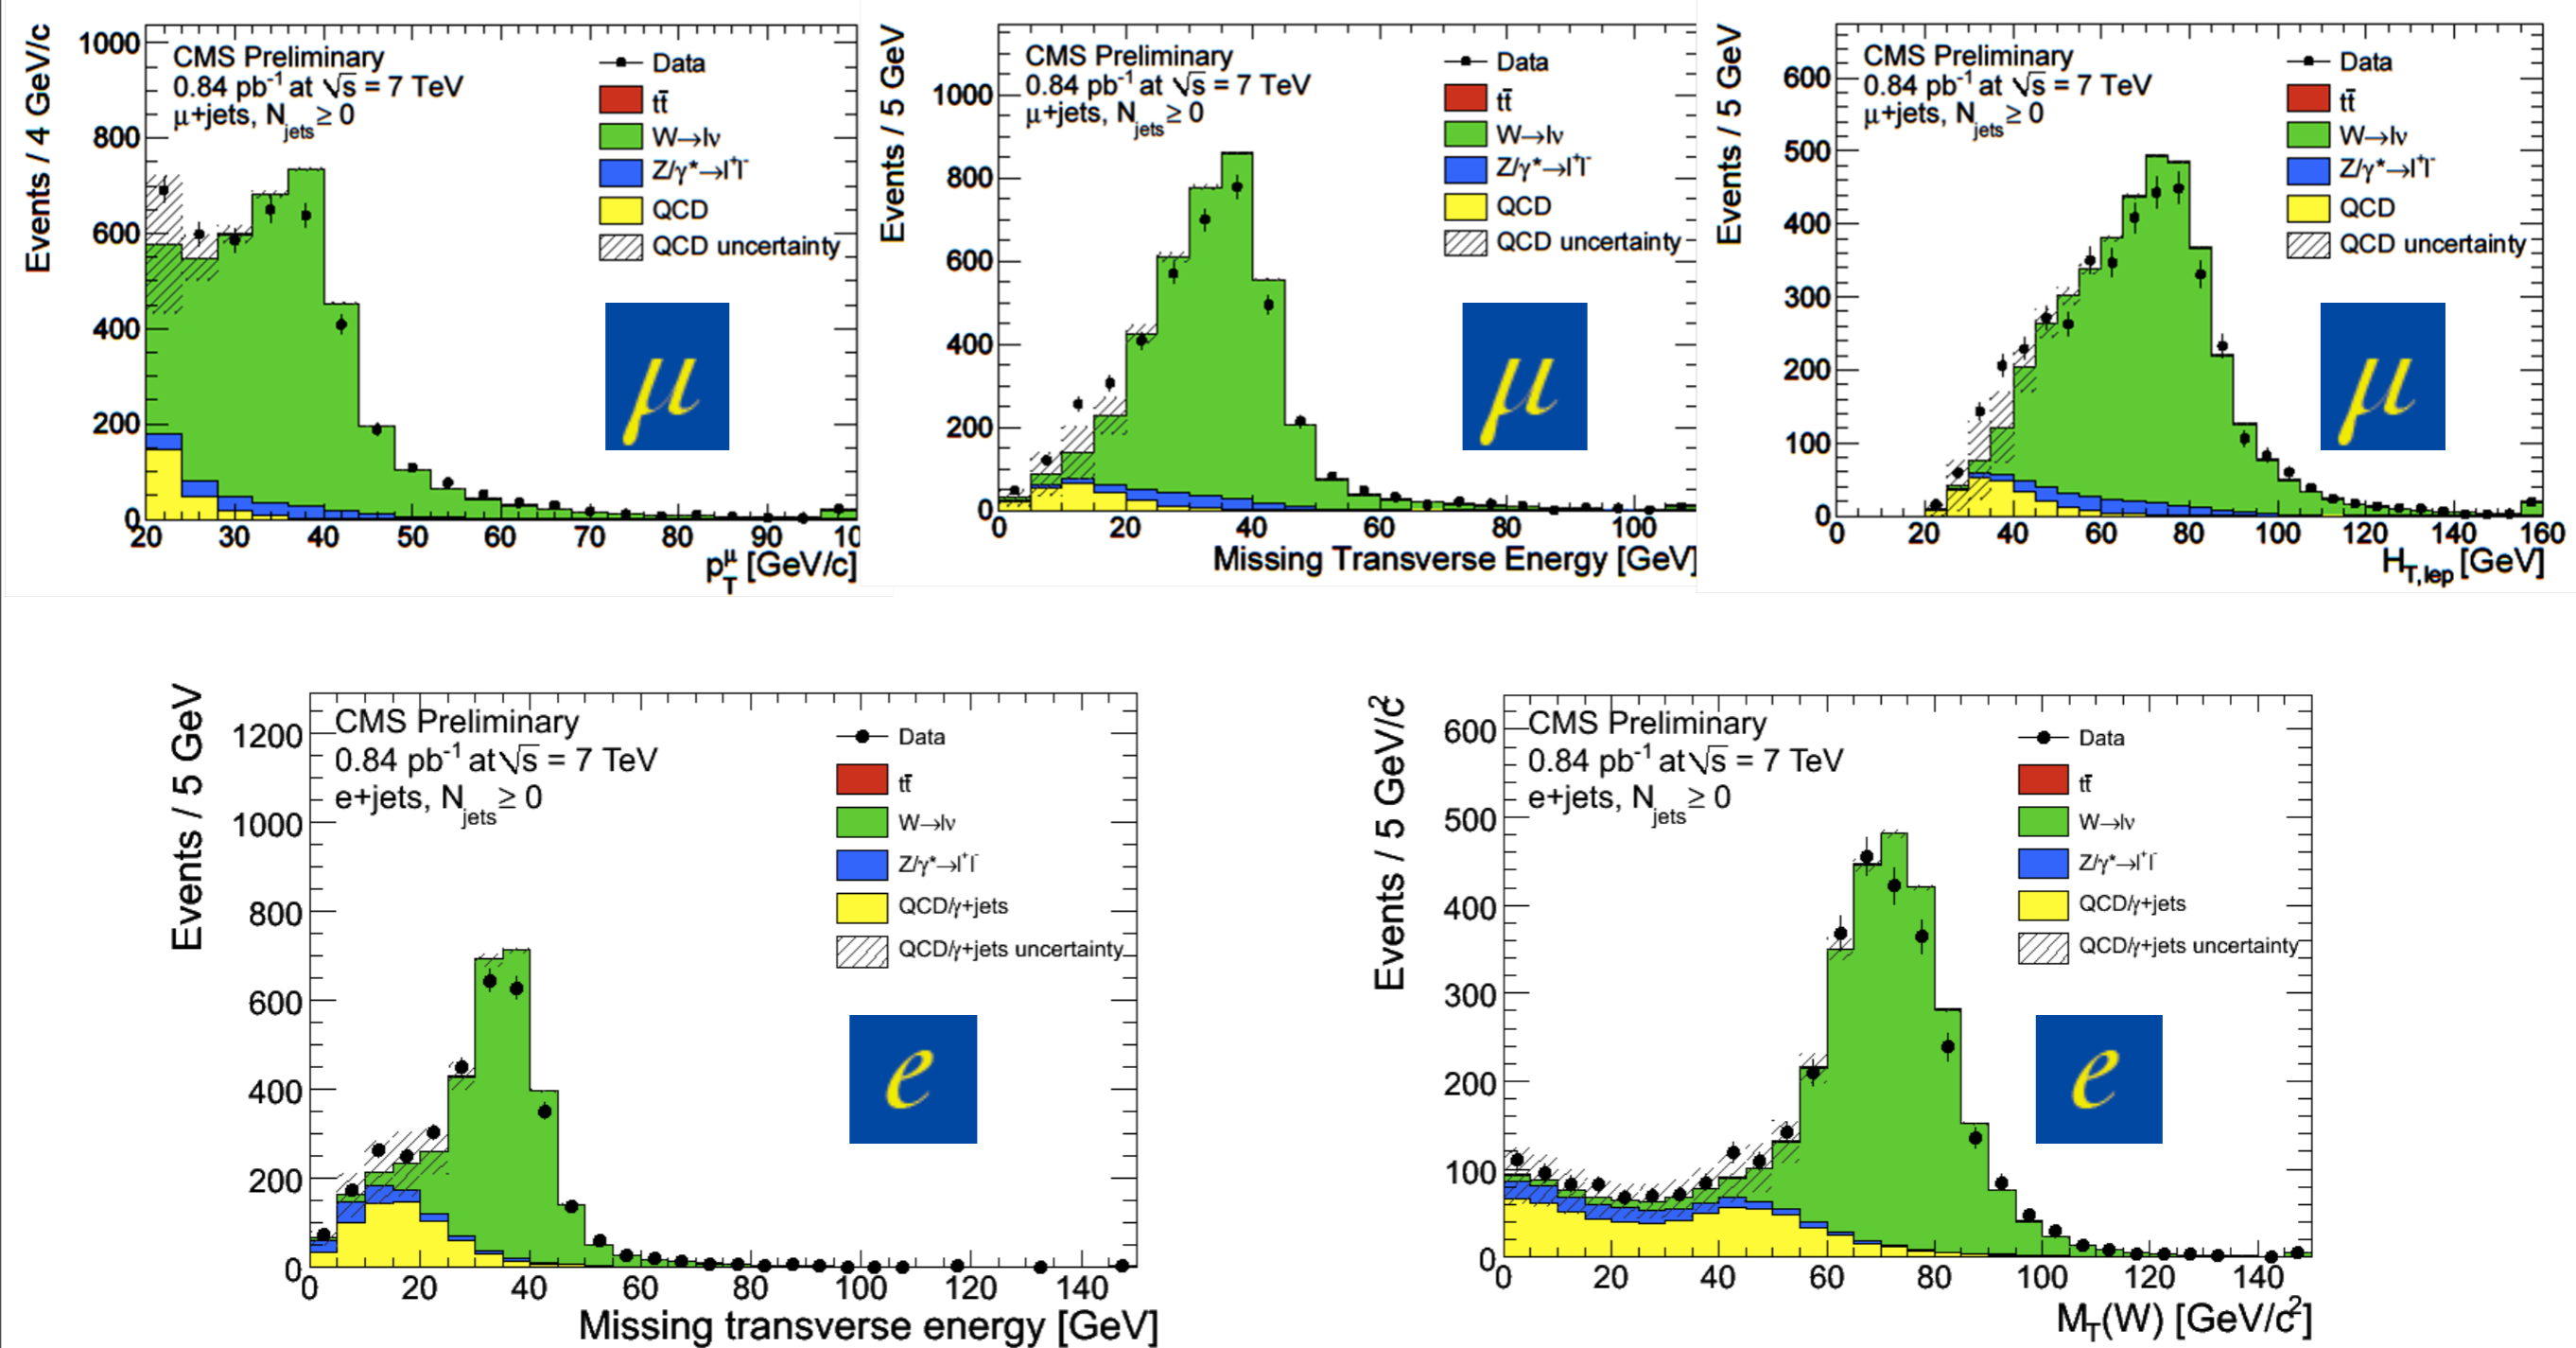 Events / 4 GeV/c
1000
800
600
400
200
0
CMS Preliminary
0.84 pb⁻¹ at √s = 7 TeV
μ+jets, N_jets ≥ 0
Data
tt̄
W→lν
Z/γ*→l⁺l⁻
QCD
QCD uncertainty
μ
20 30 40 50 60 70 80 90 10
p_T^μ [GeV/c]
Events / 5 GeV
1000
800
600
400
200
0
CMS Preliminary
0.84 pb⁻¹ at √s = 7 TeV
μ+jets, N_jets ≥ 0
Data
tt̄
W→lν
Z/γ*→l⁺l⁻
QCD
QCD uncertainty
μ
0 20 40 60 80 100
Missing Transverse Energy [GeV]
Events / 5 GeV
600
500
400
300
200
100
0
CMS Preliminary
0.84 pb⁻¹ at √s = 7 TeV
μ+jets, N_jets ≥ 0
Data
tt̄
W→lν
Z/γ*→l⁺l⁻
QCD
QCD uncertainty
μ
0 20 40 60 80 100 120 140 160
H_T,lep [GeV]
Events / 5 GeV
1200
1000
800
600
400
200
0
CMS Preliminary
0.84 pb⁻¹ at √s = 7 TeV
e+jets, N_jets ≥ 0
Data
tt̄
W→lν
Z/γ*→l⁺l⁻
QCD/γ+jets
QCD/γ+jets uncertainty
e
0 20 40 60 80 100 120 140
Missing transverse energy [GeV]
Events / 5 GeV/c²
600
500
400
300
200
100
0
CMS Preliminary
0.84 pb⁻¹ at √s = 7 TeV
e+jets, N_jets ≥ 0
Data
tt̄
W→lν
Z/γ*→l⁺l⁻
QCD/γ+jets
QCD/γ+jets uncertainty
e
0 20 40 60 80 100 120 140
M_T(W) [GeV/c²]